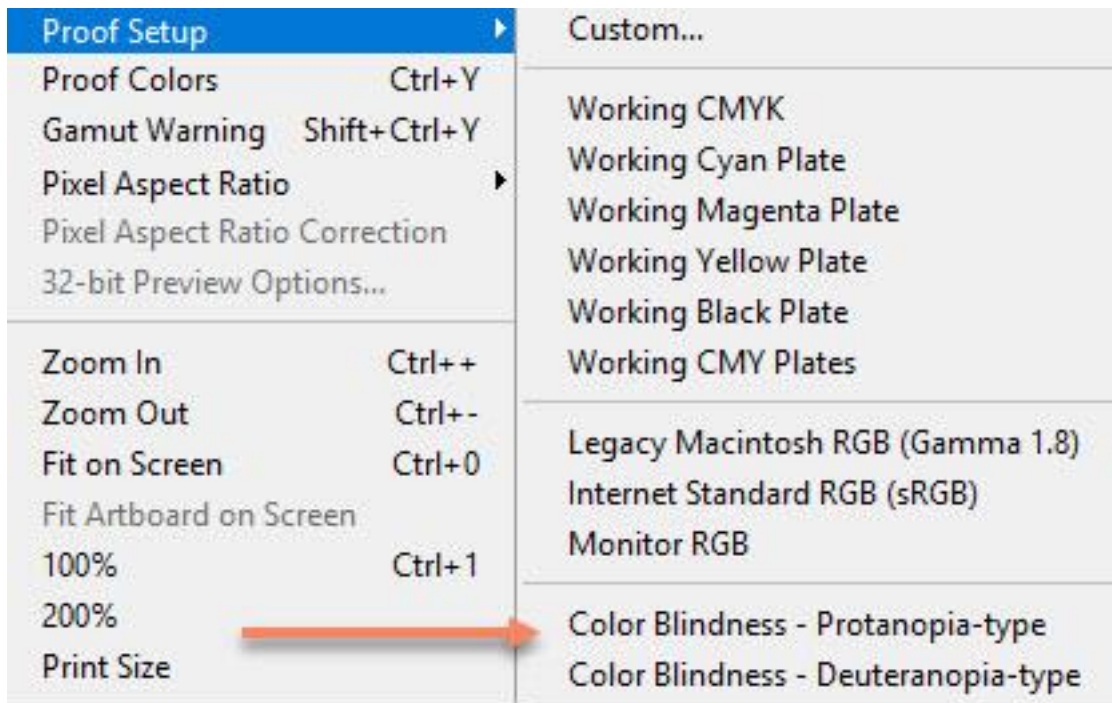 Proof Setup
Proof Colors Ctrl+Y
Gamut Warning Shift+Ctrl+Y
Pixel Aspect Ratio
Pixel Aspect Ratio Correction
32-bit Preview Options...
Zoom In Ctrl++
Zoom Out Ctrl+-
Fit on Screen Ctrl+0
Fit Artboard on Screen
100% Ctrl+1
200%
Print Size
Custom...
Working CMYK
Working Cyan Plate
Working Magenta Plate
Working Yellow Plate
Working Black Plate
Working CMY Plates
Legacy Macintosh RGB (Gamma 1.8)
Internet Standard RGB (sRGB)
Monitor RGB
Color Blindness - Protanopia-type
Color Blindness - Deuteranopia-type